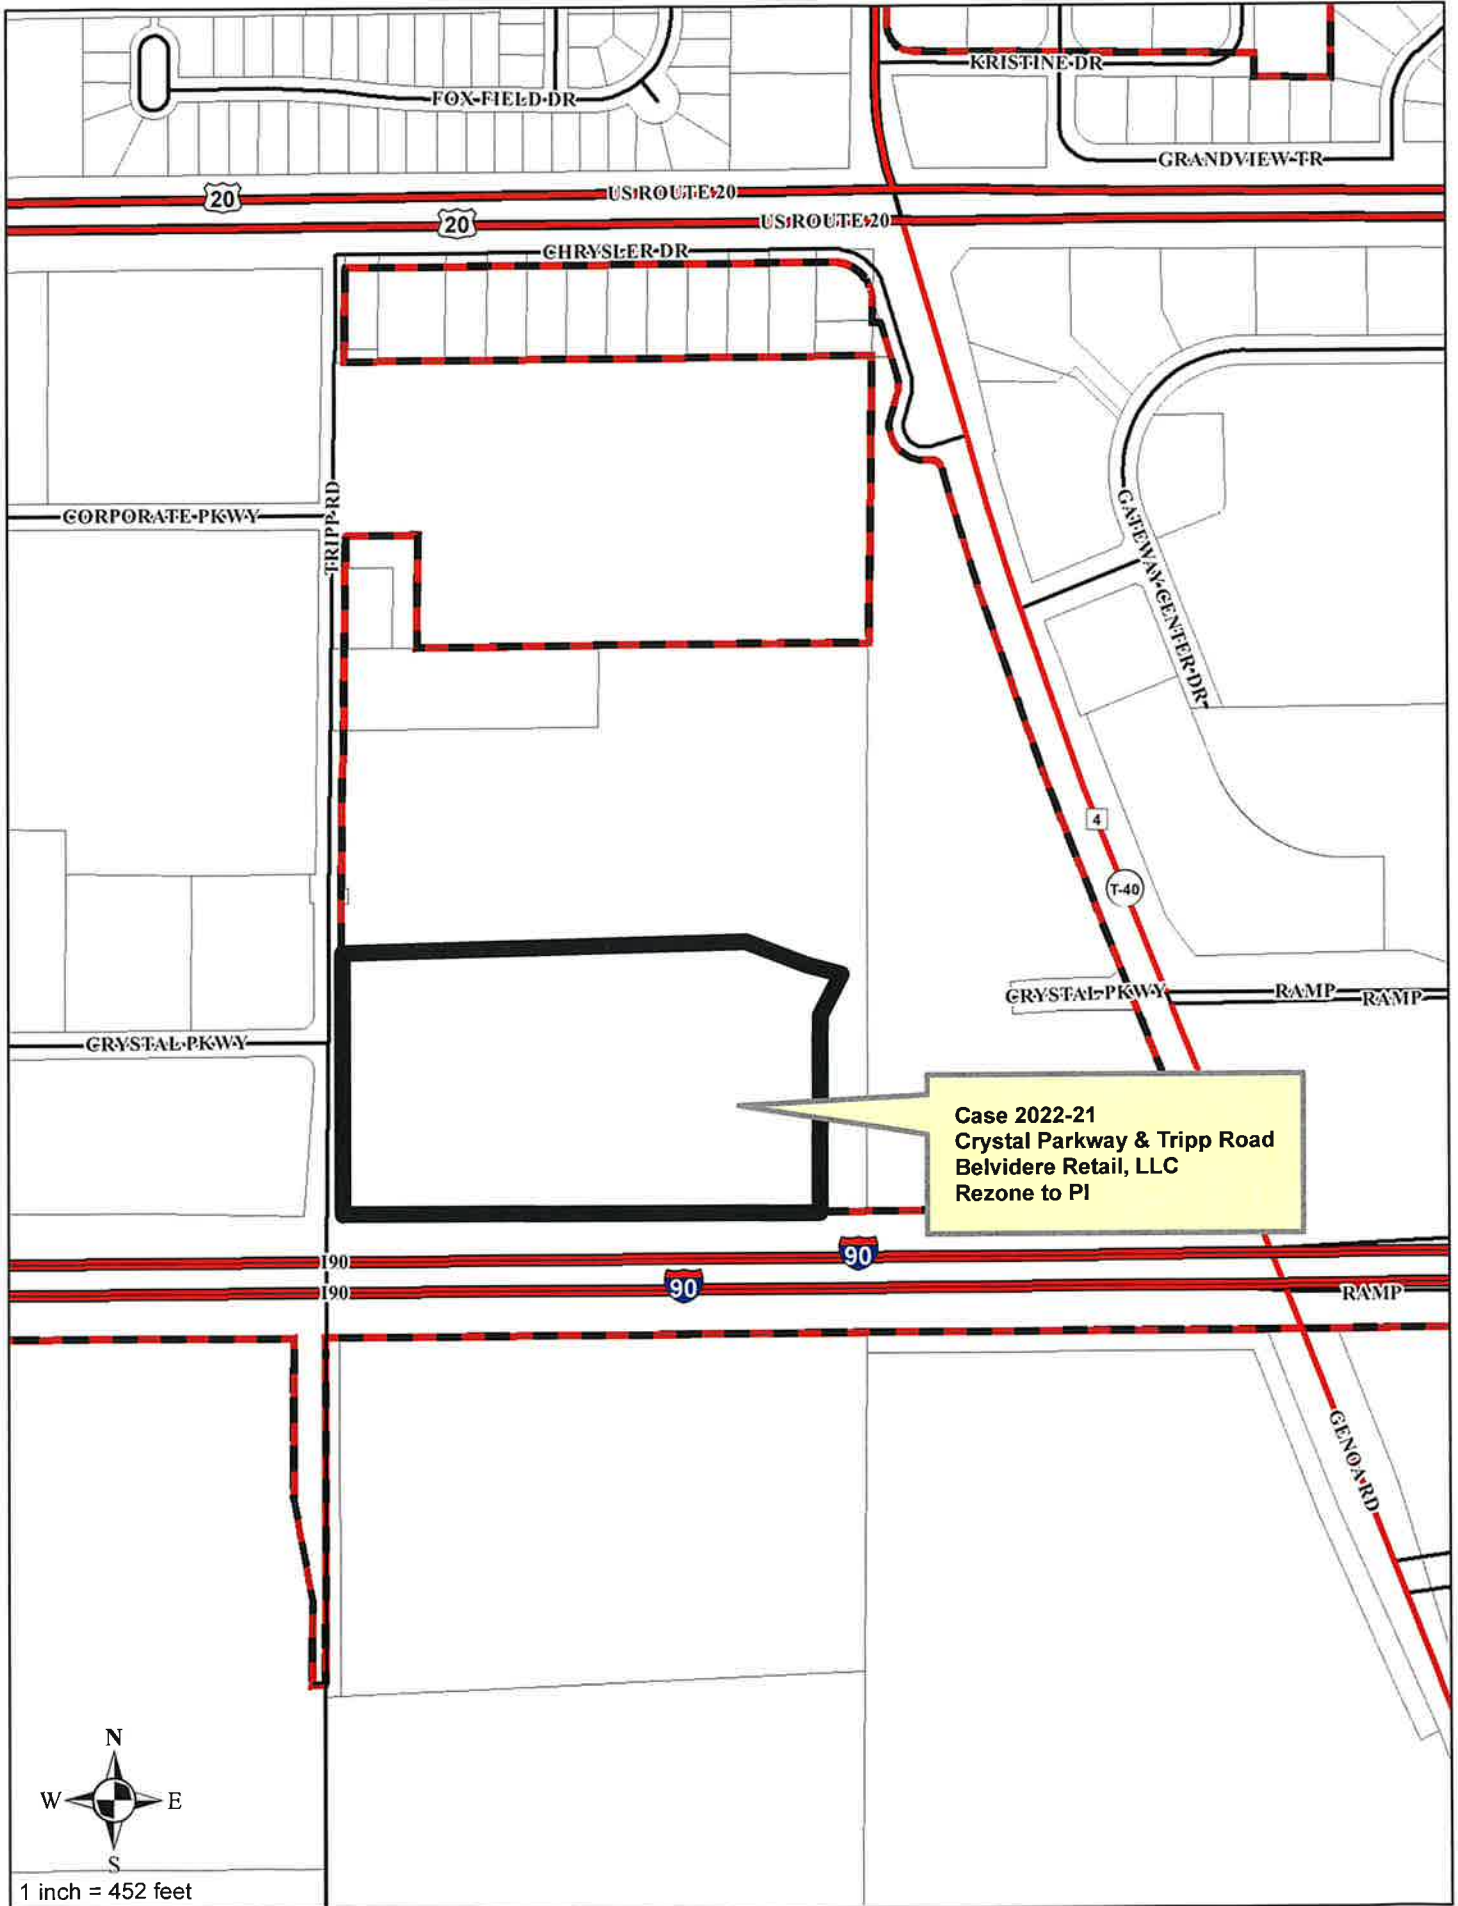 KRISTINE DR
FOX FIELD DR
GRANDVIEW TR
20
US ROUTE 20
20
US ROUTE 20
CHRYSLER DR
CORPORATE PKWY
TRIPP RD
GATEWAY CENTER DR
4
T-40
CRYSTAL PKWY
RAMP
RAMP
CRYSTAL PKWY
Case 2022-21
Crystal Parkway & Tripp Road
Belvidere Retail, LLC
Rezone to PI
I90
90
I90
90
RAMP
GENOA RD
N
W
E
S
1 inch = 452 feet